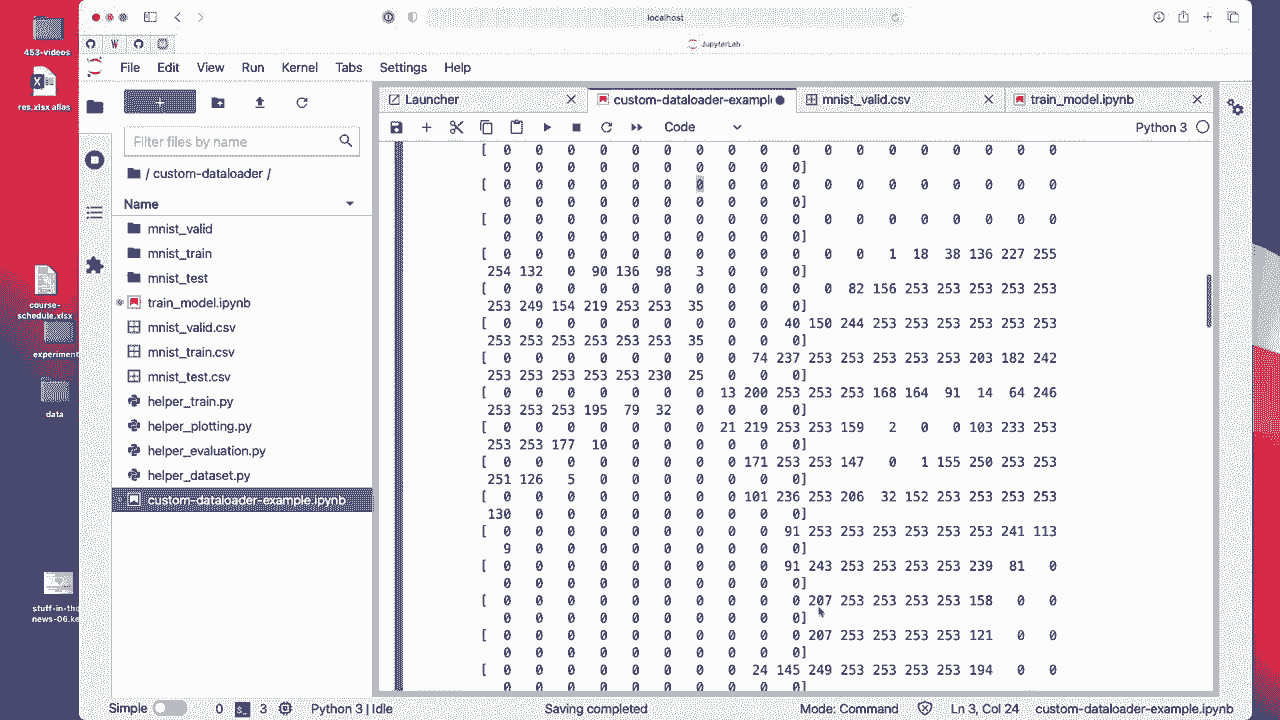 localhost
JupyterLab
453-videos
res.xlsx alias
course-
schedule.xlsx
experiment
data
stuff-in-the
news-06.ke
File Edit View Run Kernel Tabs Settings Help
Launcher
custom-dataloader-example
mnist_valid.csv
train_model.ipynb
Code
Python 3
Filter files by name
/ custom-dataloader /
Name
mnist_valid
mnist_train
mnist_test
train_model.ipynb
mnist_valid.csv
mnist_train.csv
mnist_test.csv
helper_train.py
helper_plotting.py
helper_evaluation.py
helper_dataset.py
custom-dataloader-example.ipynb
[ 0 0 0 0 0 0 0 0 0 0 0 0 0 0 0 0 0 0
0 0 0 0 0 0 0 0 0 0]
[ 0 0 0 0 0 0 0 0 0 0 0 0 0 0 0 0 0 0
0 0 0 0 0 0 0 0 0 0]
[ 0 0 0 0 0 0 0 0 0 0 0 0 0 0 0 0 0 0
0 0 0 0 0 0 0 0 0 0]
[ 0 0 0 0 0 0 0 0 0 0 0 0 1 18 38 136 227 255
254 132 0 90 136 98 3 0 0 0]
[ 0 0 0 0 0 0 0 0 0 0 0 82 156 253 253 253 253 253
253 249 154 219 253 253 35 0 0 0]
[ 0 0 0 0 0 0 0 0 0 40 150 244 253 253 253 253 253 253
253 253 253 253 253 253 35 0 0 0]
[ 0 0 0 0 0 0 0 0 74 237 253 253 253 253 253 203 182 242
253 253 253 253 253 230 25 0 0 0]
[ 0 0 0 0 0 0 0 13 200 253 253 253 168 164 91 14 64 246
253 253 253 195 79 32 0 0 0 0]
[ 0 0 0 0 0 0 0 21 219 253 253 159 2 0 0 103 233 253
253 253 177 10 0 0 0 0 0 0]
[ 0 0 0 0 0 0 0 0 171 253 253 147 0 1 155 250 253 253
251 126 5 0 0 0 0 0 0 0]
[ 0 0 0 0 0 0 0 0 101 236 253 206 32 152 253 253 253 253
130 0 0 0 0 0 0 0 0 0]
[ 0 0 0 0 0 0 0 0 0 91 253 253 253 253 253 253 241 113
9 0 0 0 0 0 0 0 0 0]
[ 0 0 0 0 0 0 0 0 0 91 243 253 253 253 253 239 81 0
0 0 0 0 0 0 0 0 0 0]
[ 0 0 0 0 0 0 0 0 0 0 207 253 253 253 253 158 0 0
0 0 0 0 0 0 0 0 0 0]
[ 0 0 0 0 0 0 0 0 0 0 207 253 253 253 253 121 0 0
0 0 0 0 0 0 0 0 0 0]
[ 0 0 0 0 0 0 0 0 24 145 249 253 253 253 253 194 0 0
0 0 0 0 0 0 0 0 0 0]
Simple 0 3 Python 3 | Idle Saving completed Mode: Command Ln 3, Col 24 custom-dataloader-example.ipynb